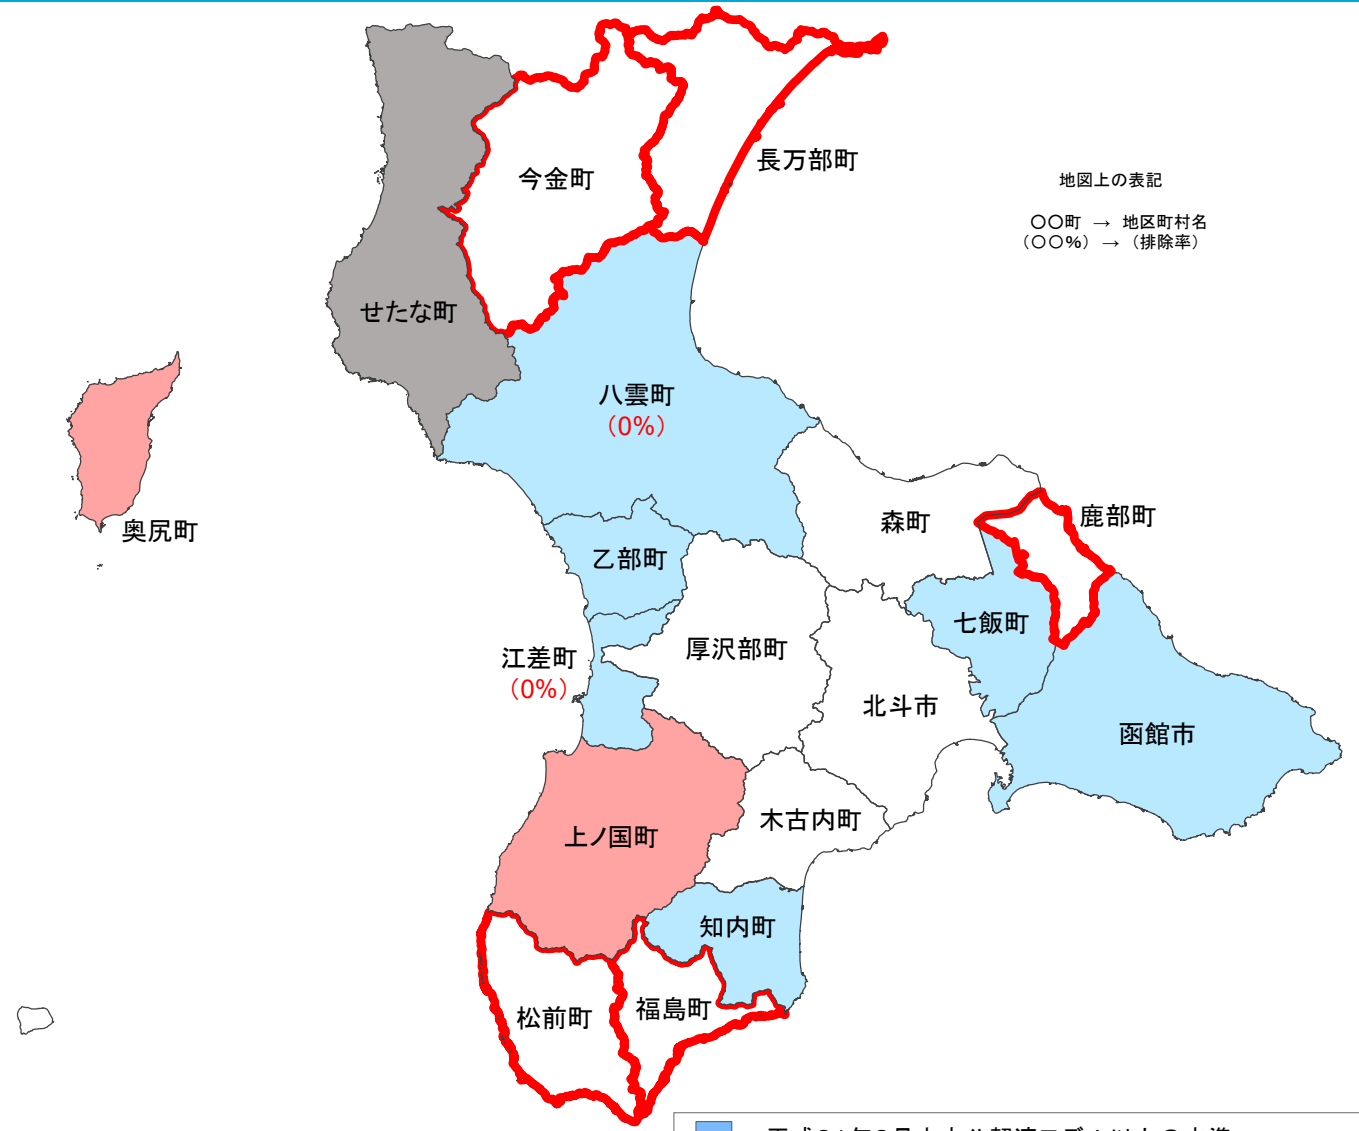 今金町
長万部町
地図上の表記
〇〇町 → 地区町村名
（〇〇％）→（排除率）
せたな町
八雲町
（0%）
奥尻町
森町
鹿部町
乙部町
七飯町
江差町
（0%）
厚沢部町
北斗市
函館市
上ノ国町
木古内町
知内町
松前町
福島町